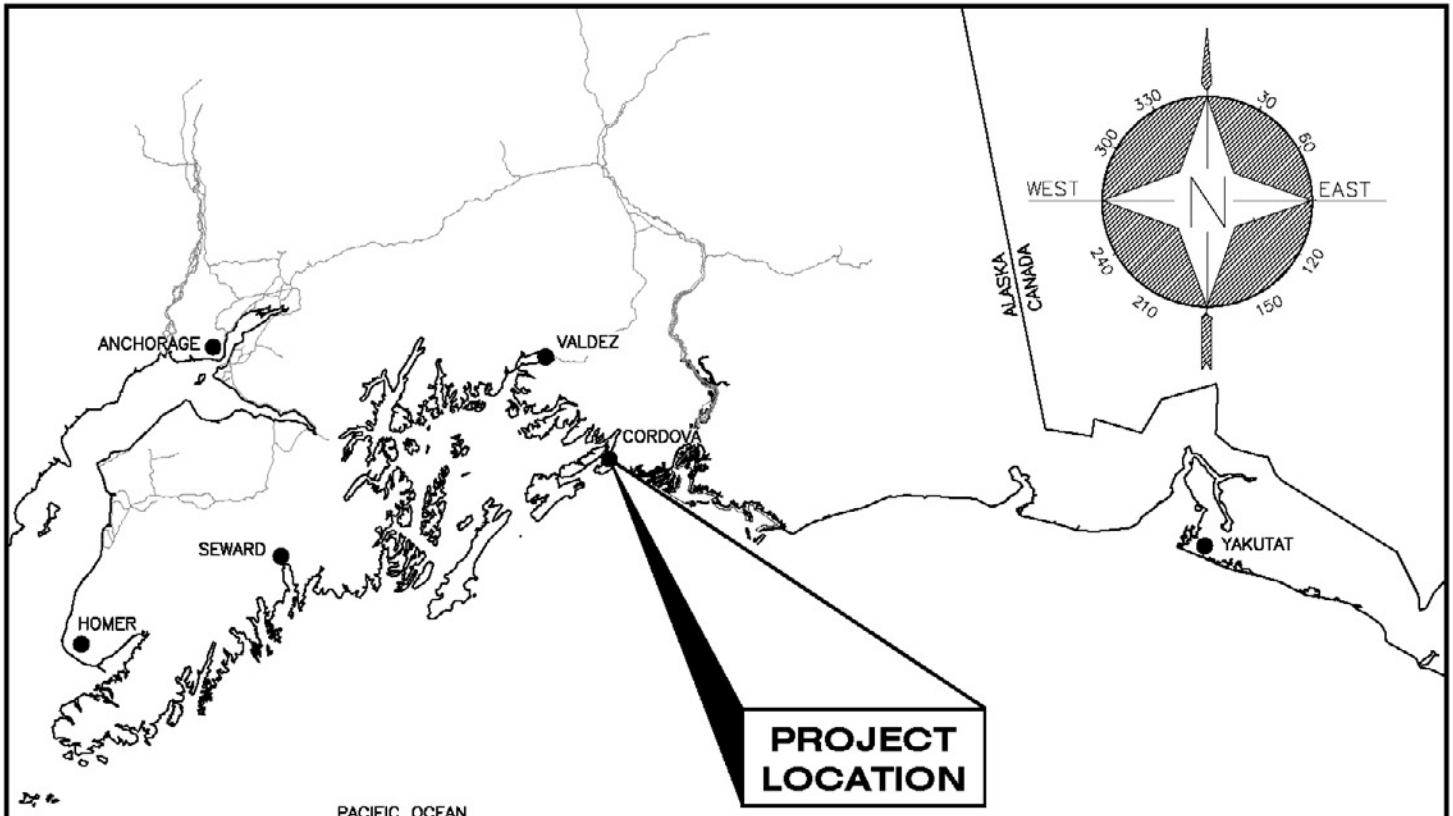 330
30
300
60
WEST
N
EAST
240
120
210
150
ALASKA
CANADA
ANCHORAGE
VALDEZ
CORDOVA
SEWARD
YAKUTAT
HOMER
PROJECT
LOCATION
PACIFIC OCEAN